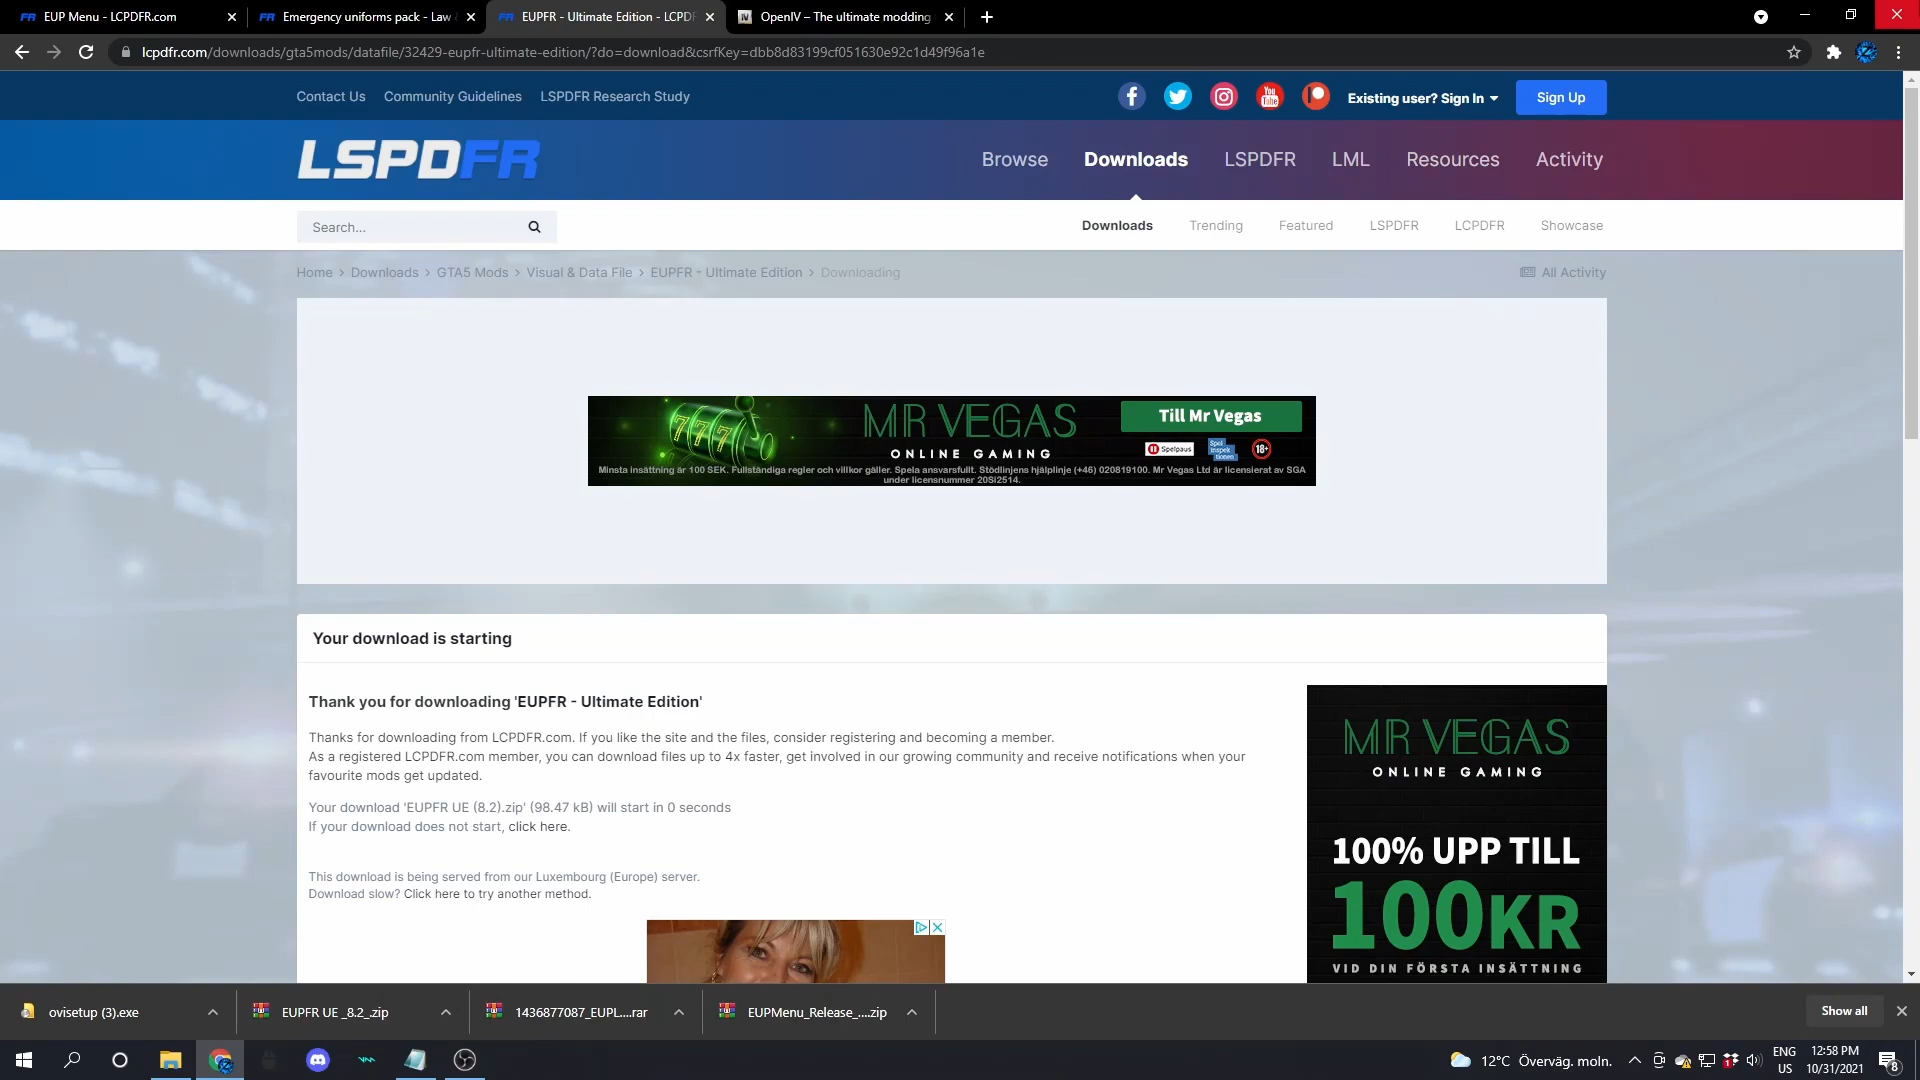 EUP Menu - LCPDFR.com
Emergency uniforms pack - Law
EUPFR - Ultimate Edition - LCPDF
OpenIV – The ultimate modding
lcpdfr.com/downloads/gta5mods/datafile/32429-eupfr-ultimate-edition/?do=download&csrfKey=dbb8d83199cf051630e92c1d49f96a1e
Contact Us Community Guidelines LSPDFR Research Study
You Tube
Existing user? Sign In
Sign Up
LSPDFR
Browse Downloads LSPDFR LML Resources Activity
Search...
Downloads Trending Featured LSPDFR LCPDFR Showcase
Home > Downloads > GTA5 Mods > Visual & Data File > EUPFR - Ultimate Edition > Downloading
All Activity
777
MR VEGAS
ONLINE GAMING
Till Mr Vegas
Spelpaus
Spel inspektionen
18+
Minsta insättning är 100 SEK. Fullständiga regler och villkor gäller. Spela ansvarsfullt. Stödlinjens hjälplinje (+46) 020819100. Mr Vegas Ltd är licensierat av SGA
under licensnummer 20Si2514.
Your download is starting
Thank you for downloading 'EUPFR - Ultimate Edition'
Thanks for downloading from LCPDFR.com. If you like the site and the files, consider registering and becoming a member.
As a registered LCPDFR.com member, you can download files up to 4x faster, get involved in our growing community and receive notifications when your
favourite mods get updated.
Your download 'EUPFR UE (8.2).zip' (98.47 kB) will start in 0 seconds
If your download does not start, click here.
This download is being served from our Luxembourg (Europe) server.
Download slow? Click here to try another method.
MR VEGAS
ONLINE GAMING
100% UPP TILL
100KR
VID DIN FÖRSTA INSÄTTNING
ovisetup (3).exe
EUPFR UE _8.2_.zip
1436877087_EUPL....rar
EUPMenu_Release_....zip
Show all
12°C Överväg. moln.
ENG
US
12:58 PM
10/31/2021
8